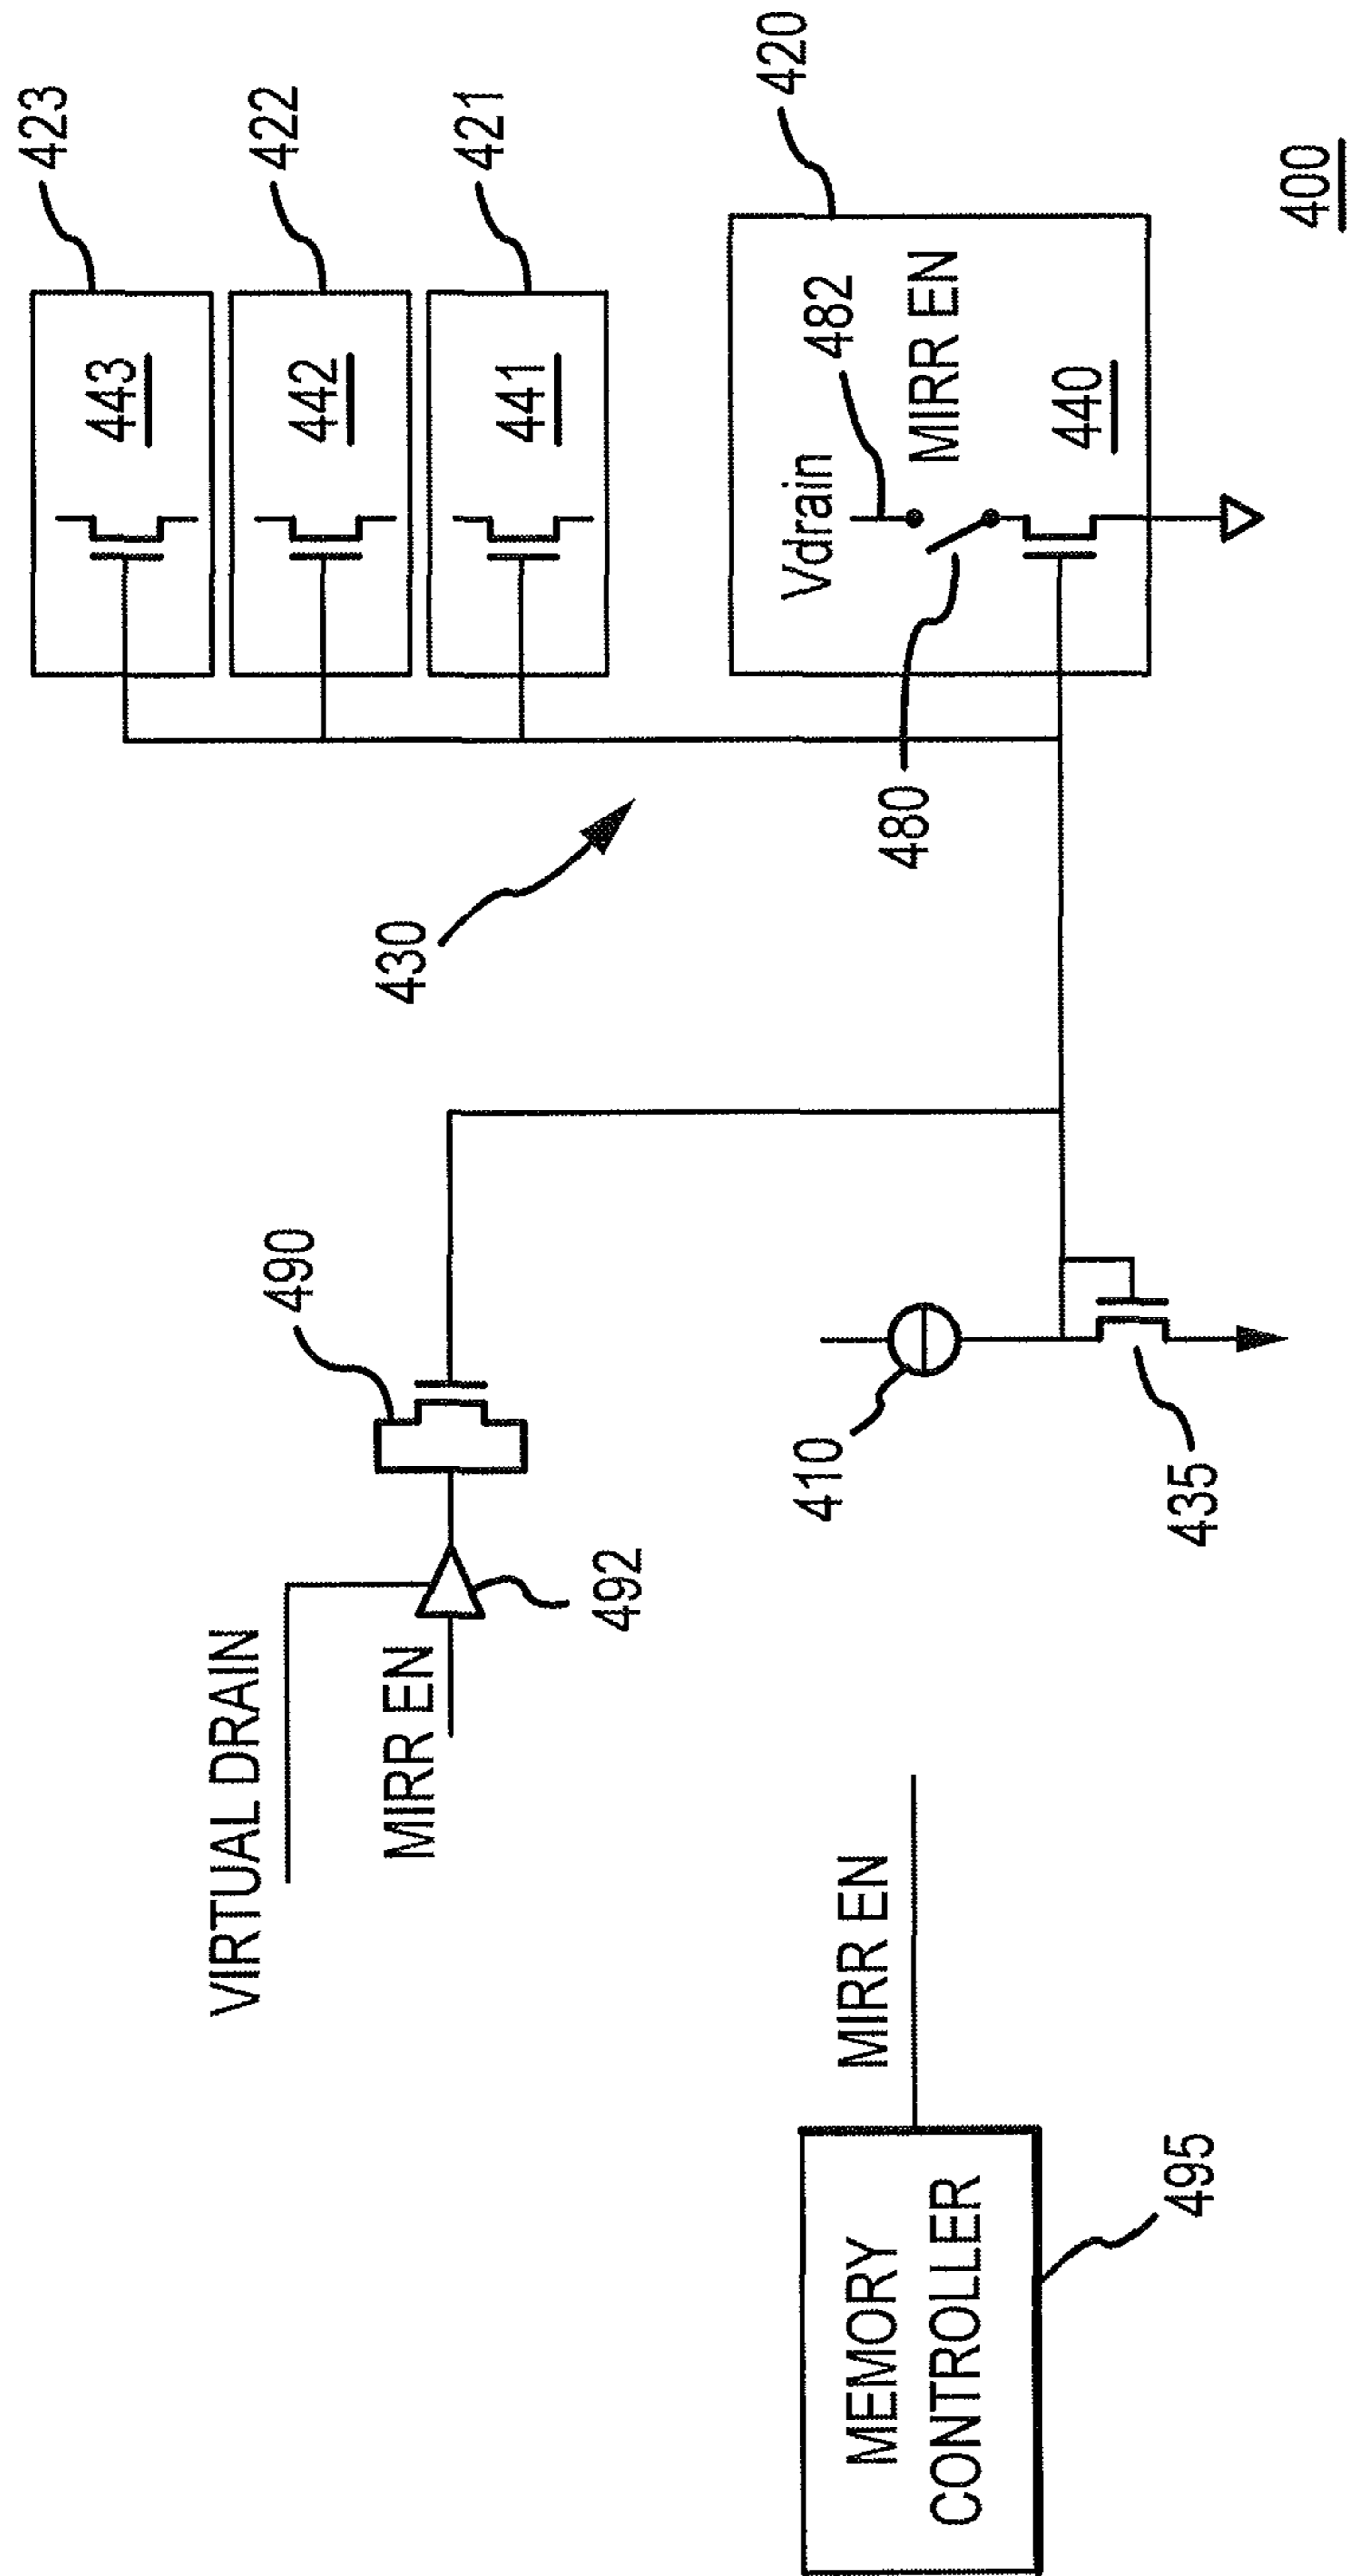 423
443
VIRTUAL DRAIN
422
490
442
MIRR EN
430
421
441
492
420
Vdrain
410
482
MIRR EN
MEMORY
CONTROLLER
480
MIRR EN
440
495
435
400